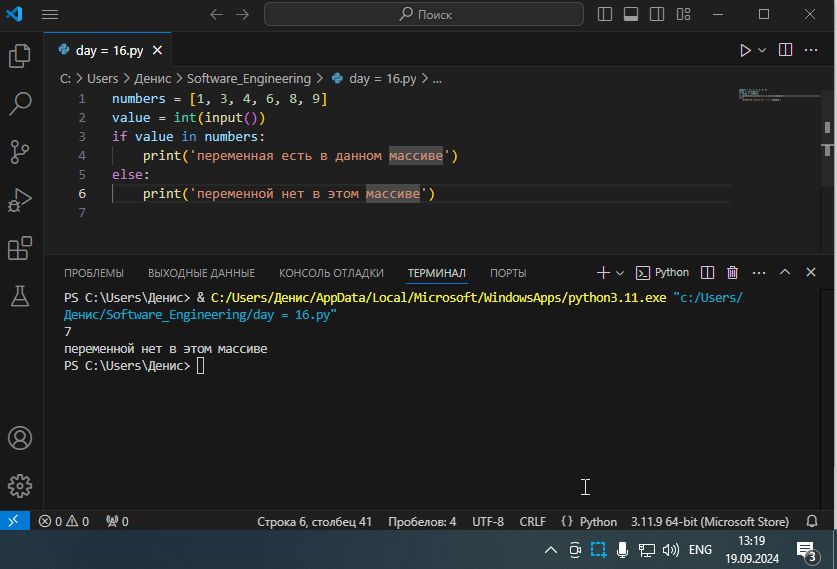 Поиск
day = 16.py
C: > Users > Денис > Software_Engineering > day = 16.py > ...
1 numbers = [1, 3, 4, 6, 8, 9]
2 value = int(input())
3 if value in numbers:
4 print('переменная есть в данном массиве')
5 else:
6 print('переменной нет в этом массиве')
7
ПРОБЛЕМЫ ВЫХОДНЫЕ ДАННЫЕ КОНСОЛЬ ОТЛАДКИ ТЕРМИНАЛ ПОРТЫ Python
PS C:\Users\Денис> & C:/Users/Денис/AppData/Local/Microsoft/WindowsApps/python3.11.exe "c:/Users/
Денис/Software_Engineering/day = 16.py"
7
переменной нет в этом массиве
PS C:\Users\Денис>
0 0 0 Строка 6, столбец 41 Пробелов: 4 UTF-8 CRLF {} Python 3.11.9 64-bit (Microsoft Store)
ENG 13:19
19.09.2024 3